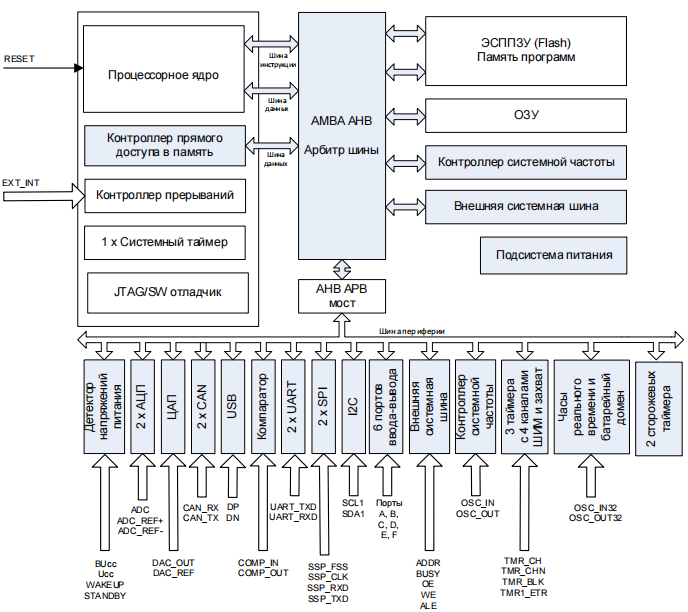 RESET
EXT_INT
Процессорное ядро
Контроллер прямого
доступа в память
Контроллер прерываний
1 x Системный таймер
JTAG/SW отладчик
Шина
инструкции
Шина
данных
Шина
данных
AMBA AHB
Арбитр шины
AHB APB
мост
ЭСППЗУ (Flash)
Память программ
ОЗУ
Контроллер системной частоты
Внешняя системная шина
Подсистема питания
Шина периферии
Детектор
напряжений
питания
2 x АЦП
ЦАП
2 x CAN
USB
Компаратор
2 x UART
2 x SPI
I2C
6 портов
ввода-вывода
Внешняя
системная
шина
Контроллер
системной
частоты
3 таймера
с 4 каналами
ШИМ и захват
Часы
реального
времени и
батарейный
домен
2 сторожевых
таймера
BUcc
Ucc
WAKEUP
STANDBY
ADC
ADC_REF+
ADC_REF-
DAC_OUT
DAC_REF
CAN_RX
CAN_TX
DP
DN
COMP_IN
COMP_OUT
UART_TXD
UART_RXD
SSP_FSS
SSP_CLK
SSP_RXD
SSP_TXD
SCL1
SDA1
Порты
A, B,
C, D,
E, F
ADDR
BUSY
OE
WE
ALE
OSC_IN
OSC_OUT
TMR_CH
TMR_CHN
TMR_BLK
TMR1_ETR
OSC_IN32
OSC_OUT32